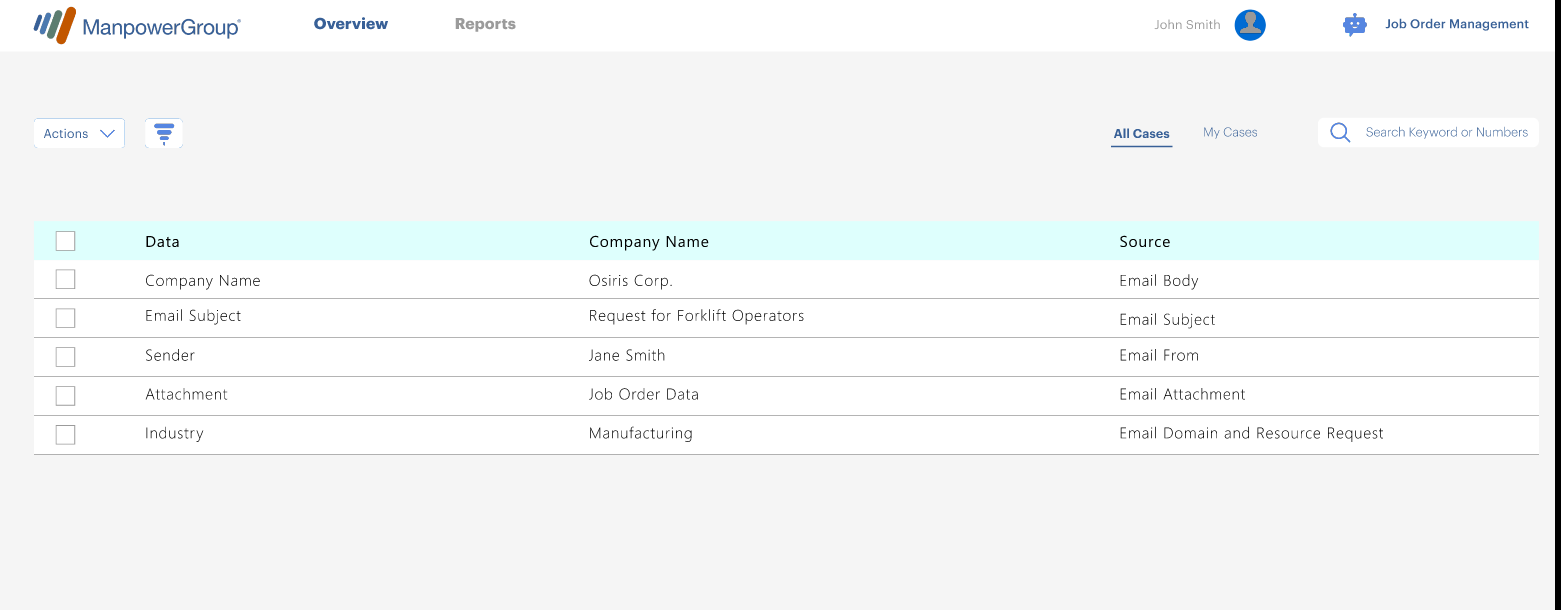 ManpowerGroup® Overview Reports John Smith Job Order Management
Actions All Cases My Cases Search Keyword or Numbers
Data Company Name Source
Company Name Osiris Corp. Email Body
Email Subject Request for Forklift Operators Email Subject
Sender Jane Smith Email From
Attachment Job Order Data Email Attachment
Industry Manufacturing Email Domain and Resource Request